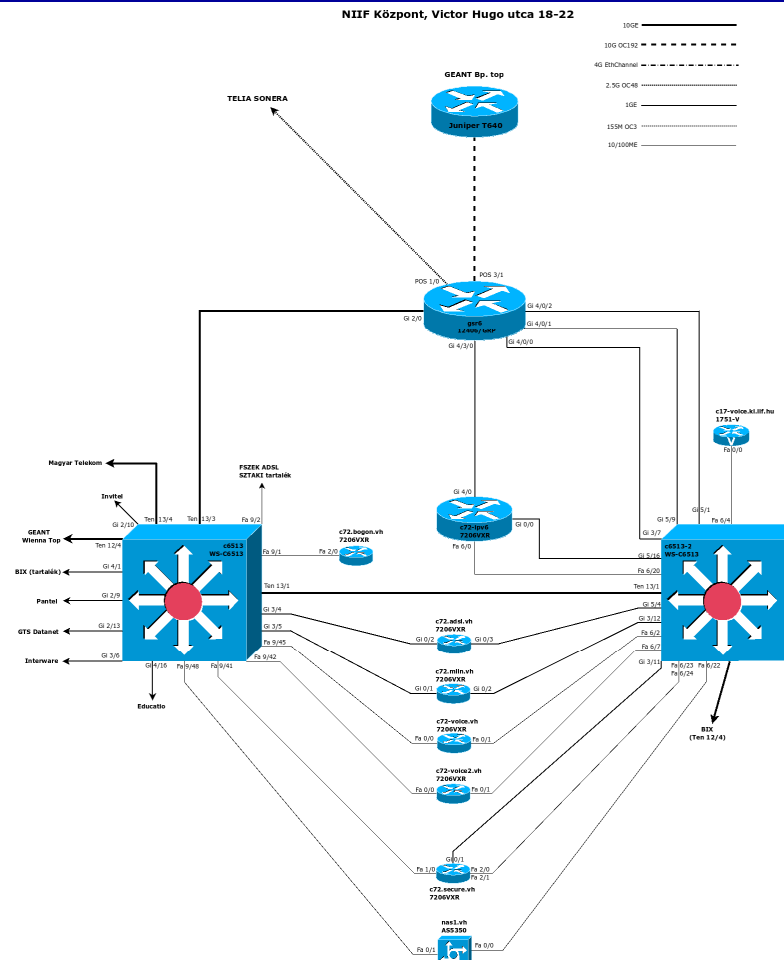 NIIF Központ, Victor Hugo utca 18-22
10GE
10G OC192
4G EthChannel
2.5G OC48
1GE
155M OC3
10/100ME
GEANT Bp. top
Juniper T640
TELIA SONERA
POS 1/0
POS 3/1
Gi 2/0
gsr6
12406/GRP
Gi 4/0/2
Gi 4/0/1
Gi 4/0/0
Gi 4/3/0
c17-voice.ki.iif.hu
1751-V
V
Fa 0/0
Magyar Telekom
FSZEK ADSL
SZTAKI tartalék
Invitel
Gi 2/10
Ten 13/4
Ten 13/3
Fa 9/2
Gi 4/0
c72-ipv6
7206VXR
Gi 0/0
Fa 6/0
Gi 5/9
Gi 5/1
Fa 6/4
Gi 3/7
GEANT
Wienna Top
Ten 12/4
c6513
WS-C6513
Fa 9/1
Fa 2/0
c72.bogon.vh
7206VXR
c6513-2
WS-C6513
Gi 5/16
Fa 6/20
BIX (tartalék)
Gi 4/1
Ten 13/1
Ten 13/1
Pantel
Gi 2/9
Gi 3/4
Gi 5/4
c72.adsl.vh
7206VXR
Gi 0/2
Gi 0/3
Gi 3/5
Gi 3/12
GTS Datanet
Gi 2/13
Fa 9/45
Fa 6/2
Interware
Gi 3/6
Fa 9/42
Fa 6/7
Gi 3/11
Gi 4/16
Fa 9/48
Fa 9/41
Fa 6/23
Fa 6/24
Fa 6/22
Educatio
c72.mlln.vh
7206VXR
Gi 0/1
Gi 0/2
BIX
(Ten 12/4)
c72-voice.vh
7206VXR
Fa 0/0
Fa 0/1
c72-voice2.vh
7206VXR
Fa 0/0
Fa 0/1
Gi 0/1
Fa 1/0
Fa 2/0
Fa 2/1
c72.secure.vh
7206VXR
nas1.vh
AS5350
Fa 0/1
Fa 0/0